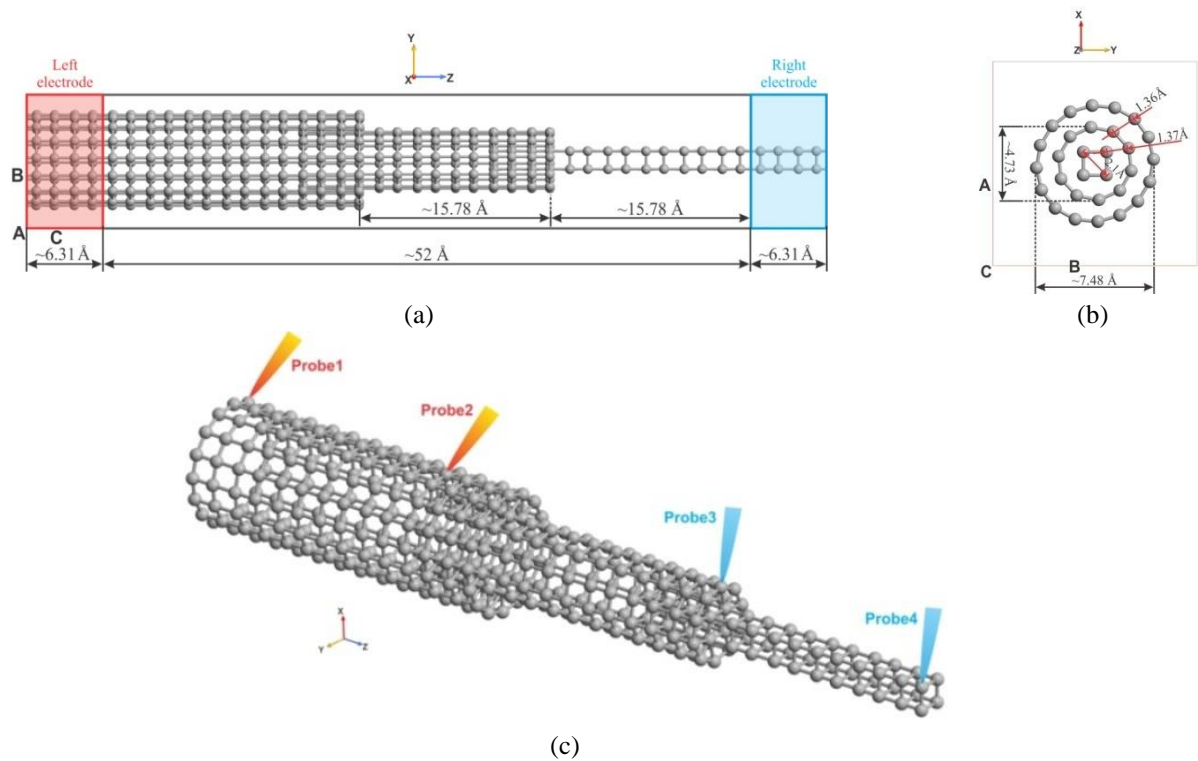 Left
electrode
Y
X
Z
Right
electrode
B
A
C
~15.78 Å
~15.78 Å
~6.31 Å
~52 Å
~6.31 Å
(a)
X
Z
Y
1.36Å
1.37Å
~4.73 Å
A
C
B
~7.48 Å
(b)
Probe1
Probe2
Probe3
Probe4
X
Y
Z
(c)